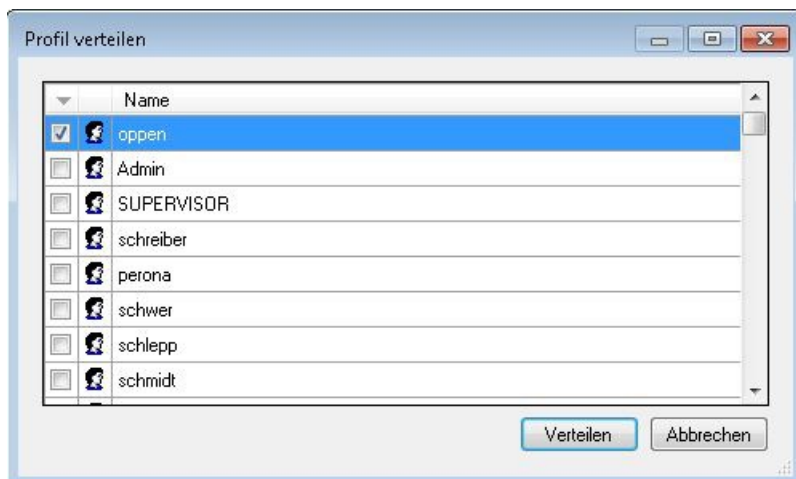 Profil verteilen
Name
oppen
Admin
SUPERVISOR
schreiber
perona
schwer
schlepp
schmidt
Verteilen
Abbrechen